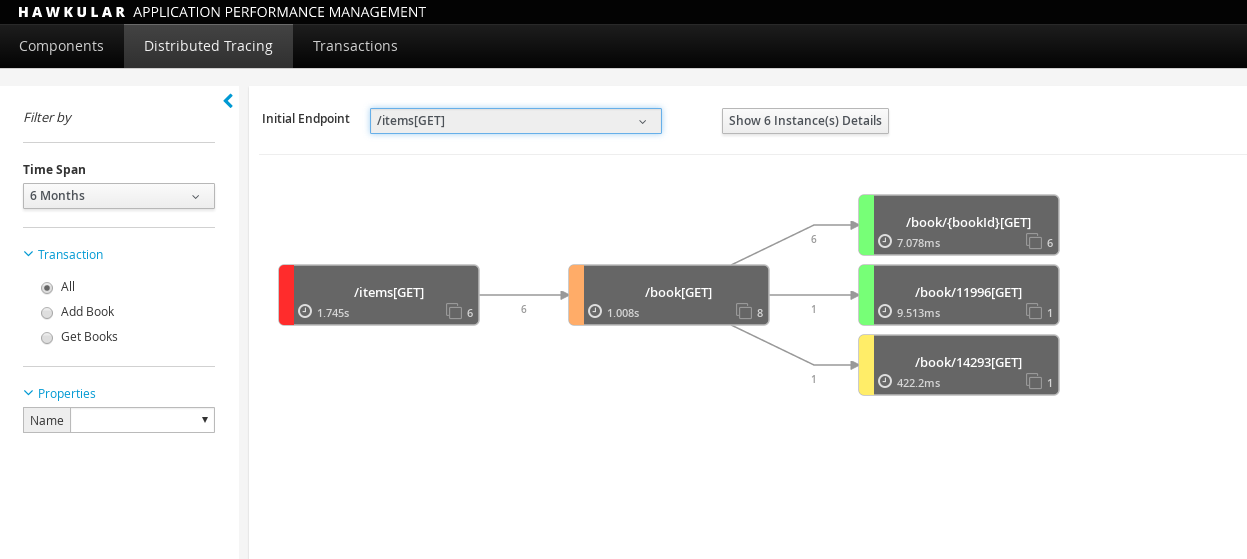 HAWKULAR APPLICATION PERFORMANCE MANAGEMENT
Components Distributed Tracing Transactions
Filter by
Time Span
6 Months
Transaction
All
Add Book
Get Books
Properties
Name
Initial Endpoint /items[GET] Show 6 Instance(s) Details
/items[GET]
1.745s 6
6
/book[GET]
1.008s 8
6
/book/{bookId}[GET]
7.078ms 6
1
/book/11996[GET]
9.513ms 1
1
/book/14293[GET]
422.2ms 1